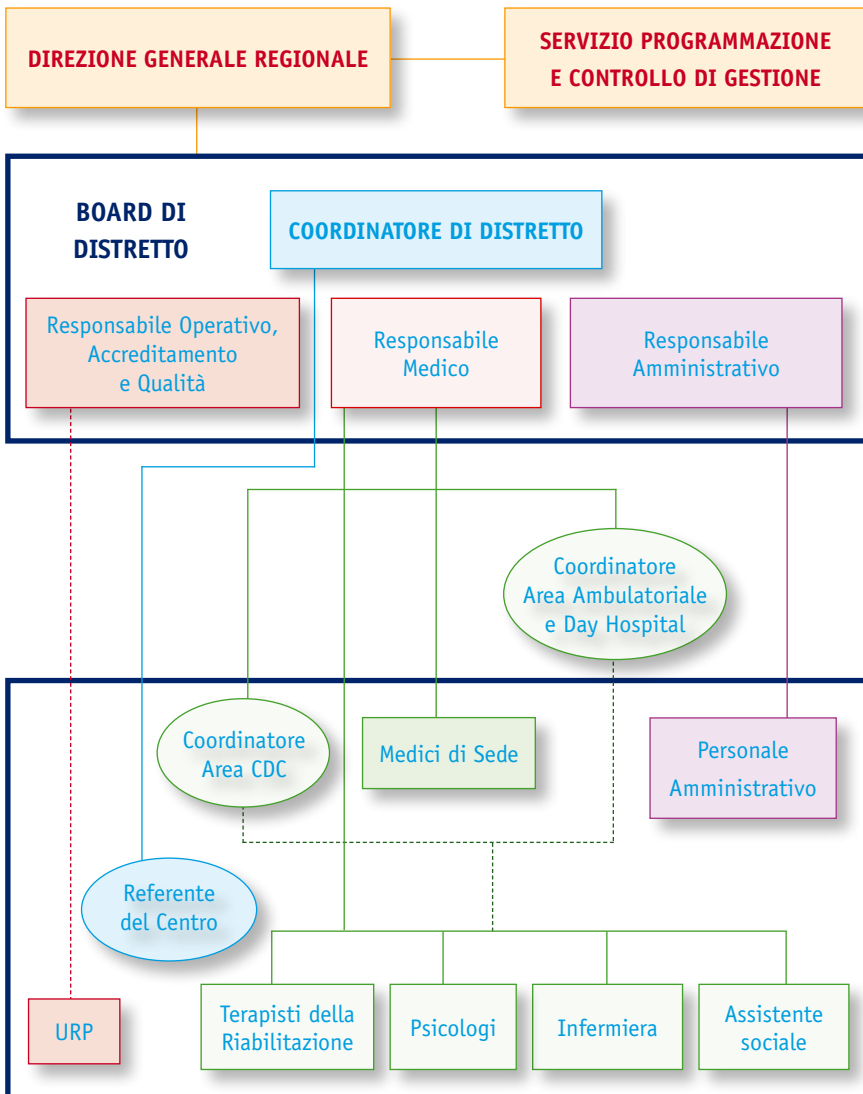 DIREZIONE GENERALE REGIONALE
SERVIZIO PROGRAMMAZIONE
E CONTROLLO DI GESTIONE
BOARD DI
DISTRETTO
COORDINATORE DI DISTRETTO
Responsabile Operativo,
Accreditamento
e Qualità
Responsabile
Medico
Responsabile
Amministrativo
Coordinatore
Area Ambulatoriale
e Day Hospital
Coordinatore
Area CDC
Medici di Sede
Personale
Amministrativo
Referente
del Centro
URP
Terapisti della
Riabilitazione
Psicologi
Infermiera
Assistente
sociale